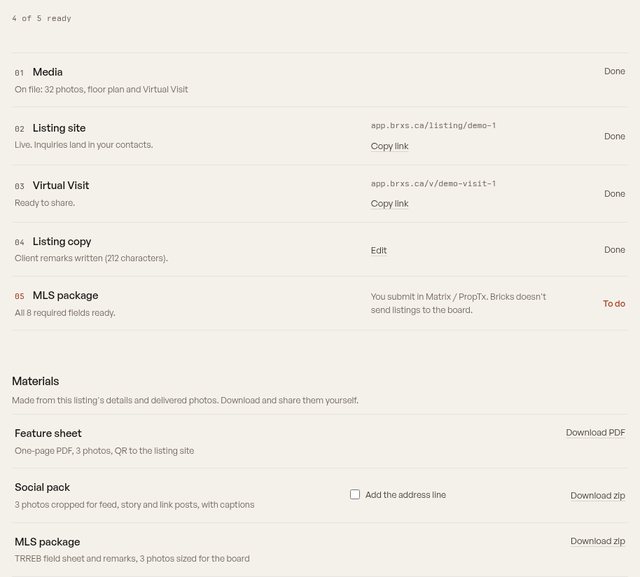 4 of 5 ready
01 Media
Done
On file: 32 photos, floor plan and Virtual Visit
02 Listing site
app.brxs.ca/listing/demo-1
Done
Live. Inquiries land in your contacts.
Copy link
03 Virtual Visit
app.brxs.ca/v/demo-visit-1
Done
Ready to share.
Copy link
04 Listing copy
Edit
Done
Client remarks written (212 characters).
05 MLS package
You submit in Matrix / PropTx. Bricks doesn't
send listings to the board.
To do
All 8 required fields ready.
Materials
Made from this listing's details and delivered photos. Download and share them yourself.
Feature sheet
Download PDF
One-page PDF, 3 photos, QR to the listing site
Social pack
Add the address line
Download zip
3 photos cropped for feed, story and link posts, with captions
MLS package
Download zip
TRREB field sheet and remarks, 3 photos sized for the board